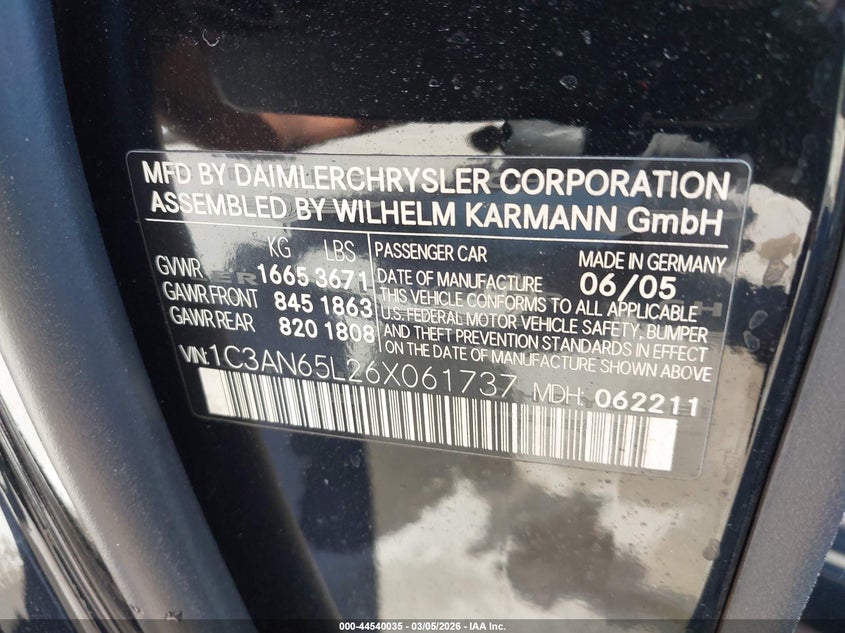 MFD BY DAIMLERCHRYSLER CORPORATION
ASSEMBLED BY WILHELM KARMANN GmbH
KG LBS
GVWR 1665 3671
GAWR FRONT 845 1863
GAWR REAR 820 1808
PASSENGER CAR MADE IN GERMANY
DATE OF MANUFACTURE 06/05
THIS VEHICLE CONFORMS TO ALL APPLICABLE
U.S. FEDERAL MOTOR VEHICLE SAFETY, BUMPER
AND THEFT PREVENTION STANDARDS IN EFFECT
ON THE DATE OF MANUFACTURE SHOWN ABOVE
VIN: 1C3AN65L26X061737 MDH: 062211
000-44540035 - 03/05/2026 - IAA Inc.